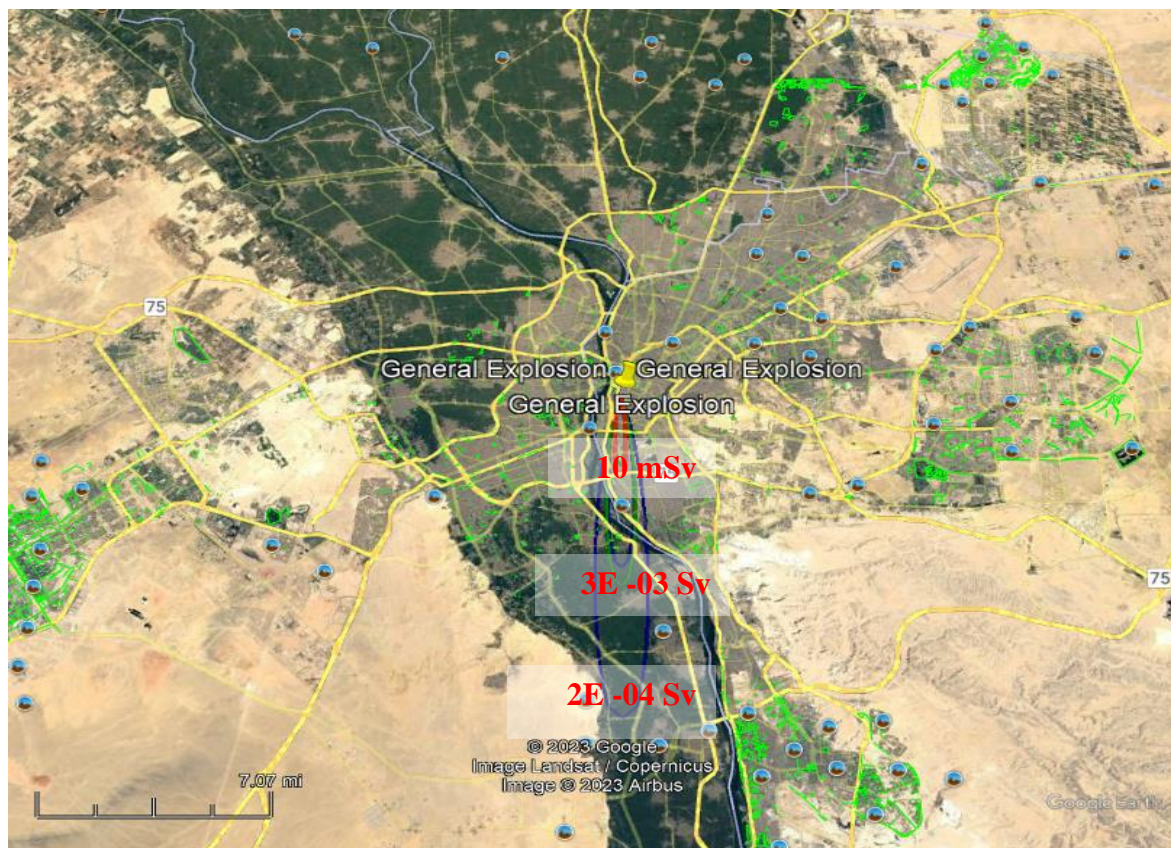 75
General Explosion
General Explosion
General Explosion
10 mSv
75
3E -03 Sv
2E -04 Sv
© 2023 Google
Image Landsat / Copernicus
Image © 2023 Airbus
7.07 mi
Google Earth